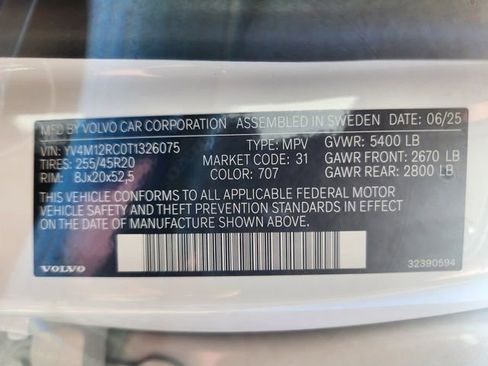 MFD BY VOLVO CAR CORPORATION ASSEMBLED IN SWEDEN DATE: 06/25
VIN: YV4M12RC0T1326075 TYPE: MPV GVWR: 5400 LB
TIRES: 255/45R20 MARKET CODE: 31 GAWR FRONT: 2670 LB
RIM: 8Jx20x52,5 COLOR: 707 GAWR REAR: 2800 LB
THIS VEHICLE CONFORMS TO ALL APPLICABLE FEDERAL MOTOR
VEHICLE SAFETY AND THEFT PREVENTION STANDARDS IN EFFECT
ON THE DATE OF MANUFACTURE SHOWN ABOVE.
VOLVO 32390594